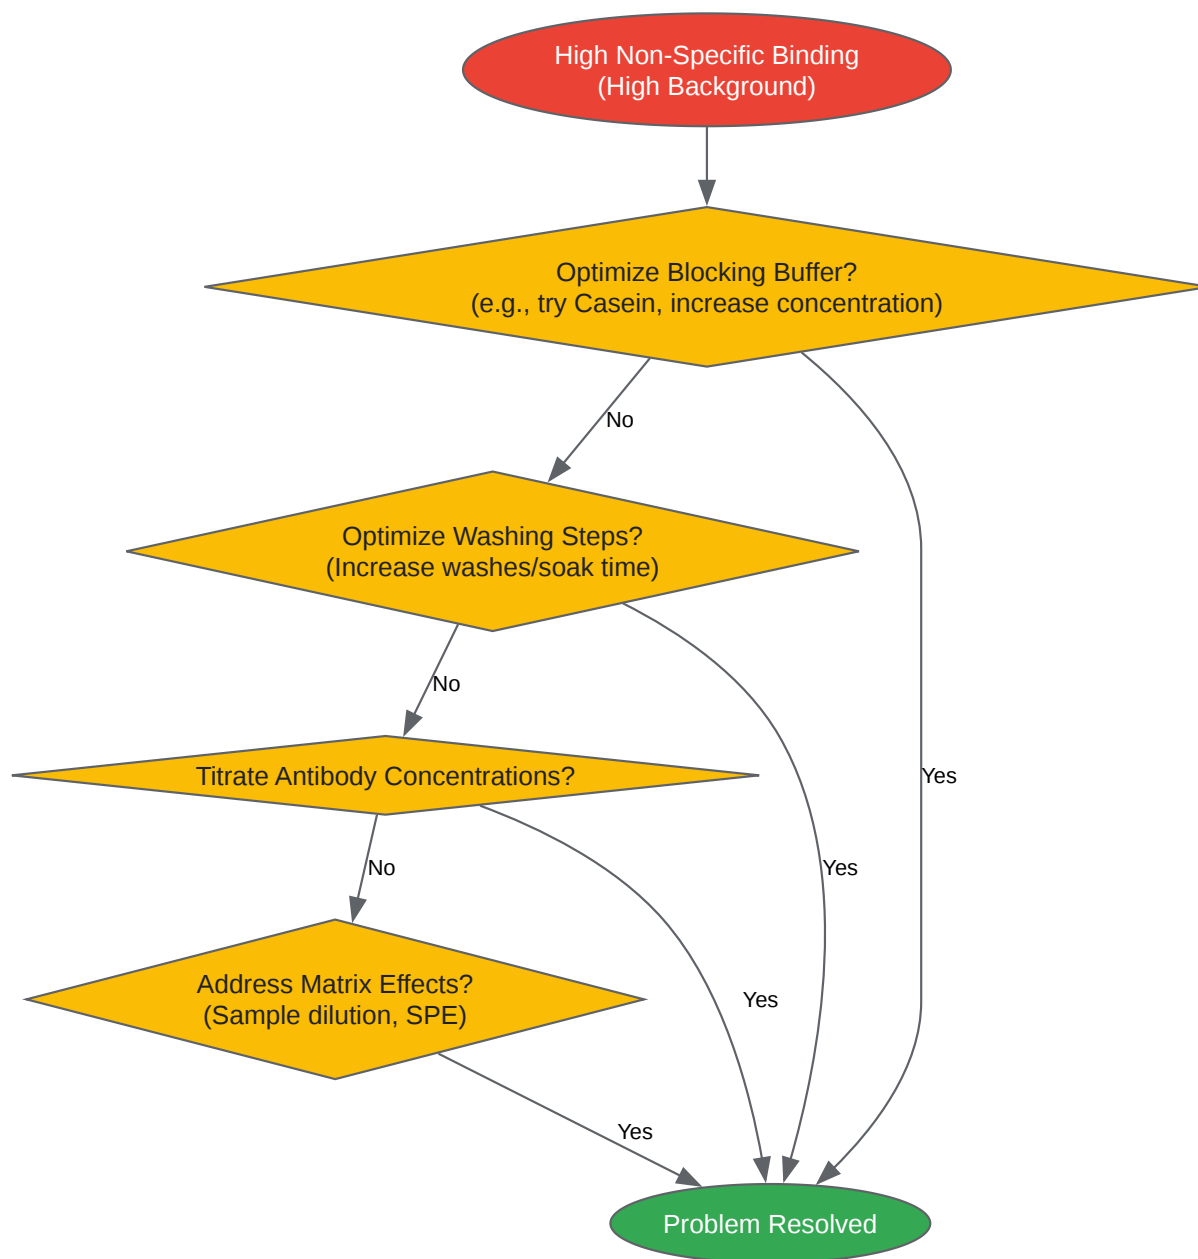 High Non-Specific Binding
(High Background)
Optimize Blocking Buffer?
(e.g., try Casein, increase concentration)
No
Optimize Washing Steps?
(Increase washes/soak time)
No
Titrate Antibody Concentrations?
Yes
No
Yes
Address Matrix Effects?
(Sample dilution, SPE)
Yes
Yes
Problem Resolved